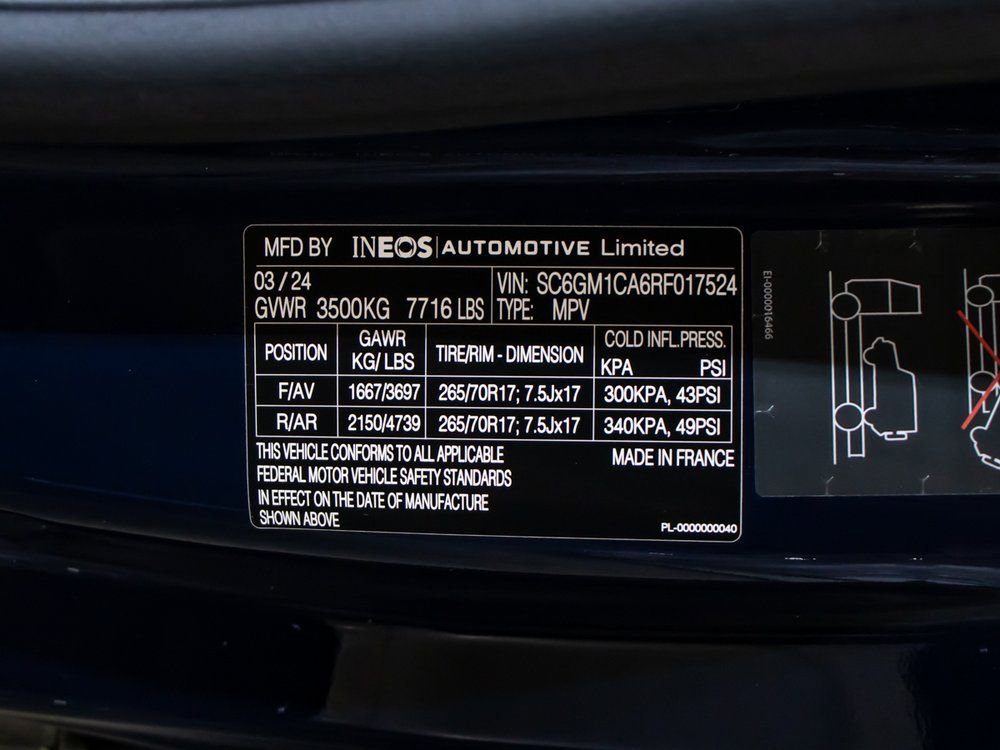 MFD BY INEOS AUTOMOTIVE Limited
03 / 24
VIN: SC6GM1CA6RF017524
GVWR 3500KG 7716 LBS
TYPE: MPV
POSITION GAWR KG/ LBS TIRE/RIM - DIMENSION COLD INFL.PRESS. KPA PSI
F/AV 1667/3697 265/70R17; 7.5Jx17 300KPA, 43PSI
R/AR 2150/4739 265/70R17; 7.5Jx17 340KPA, 49PSI
THIS VEHICLE CONFORMS TO ALL APPLICABLE
FEDERAL MOTOR VEHICLE SAFETY STANDARDS
IN EFFECT ON THE DATE OF MANUFACTURE
SHOWN ABOVE
MADE IN FRANCE
PL-0000000040
EI-0000016466